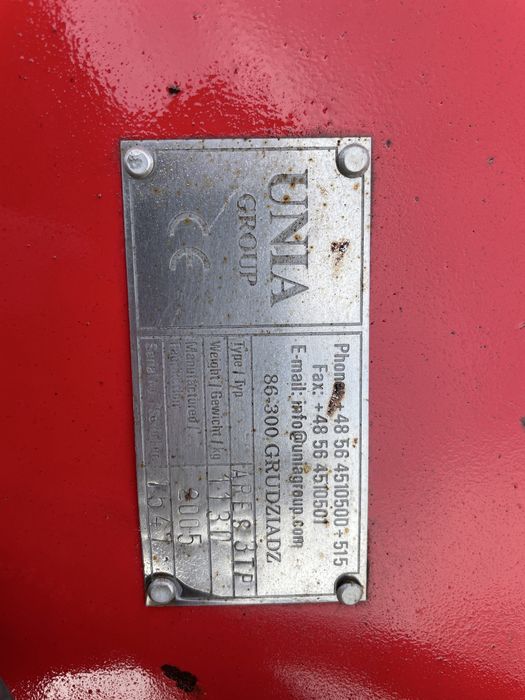 UNIA
GROUP
CE
Phone: +48 56 4510500÷515
Fax: +48 56 4510501
E-mail: info@uniagroup.com
86-300 GRUDZIADZ
Type / Typ ARES 3TP
Weight / Gewicht / kg 1130
Manufactured / 2005